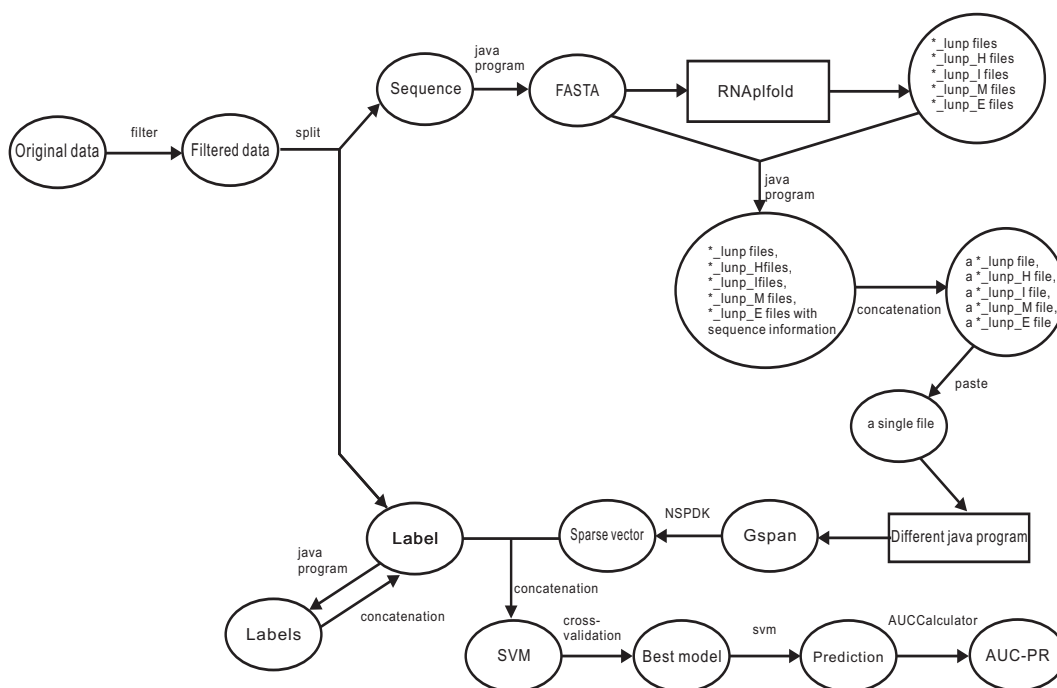 Original data
filter
Filtered data
split
Sequence
java
program
FASTA
RNAplfold
*_lunp files
*_lunp_H files
*_lunp_I files
*_lunp_M files
*_lunp_E files
java
program
*_lunp files,
*_lunp_Hfiles,
*_lunp_Ifiles,
*_lunp_M files,
*_lunp_E files with
sequence information
concatenation
a *_lunp file,
a *_lunp_H file,
a *_lunp_I file,
a *_lunp_M file,
a *_lunp_E file
paste
a single file
Different java program
Gspan
NSPDK
Sparse vector
Label
java
program
concatenation
Labels
concatenation
SVM
cross-
validation
Best model
svm
Prediction
AUCCalculator
AUC-PR